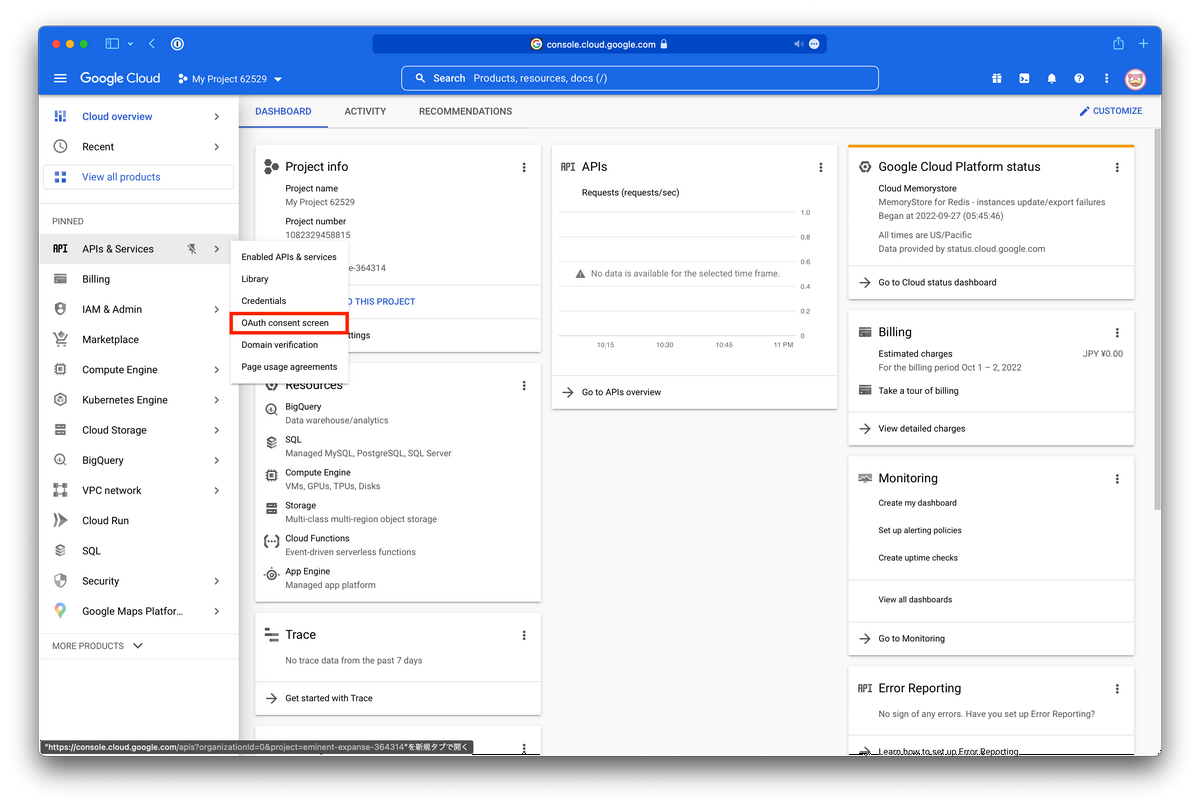 console.cloud.google.com
Google Cloud
My Project 62529
Search Products, resources, docs (/)
Cloud overview
Recent
View all products
PINNED
API APIs & Services
Billing
IAM & Admin
Marketplace
Compute Engine
Kubernetes Engine
Cloud Storage
BigQuery
VPC network
Cloud Run
SQL
Security
Google Maps Platfor...
MORE PRODUCTS
Enabled APIs & services
Library
Credentials
OAuth consent screen
Domain verification
Page usage agreements
DASHBOARD
ACTIVITY
RECOMMENDATIONS
CUSTOMIZE
Project info
Project name
My Project 62529
Project number
1082329458815
se-364314
O THIS PROJECT
ttings
Resources
BigQuery
Data warehouse/analytics
SQL
Managed MySQL, PostgreSQL, SQL Server
Compute Engine
VMs, GPUs, TPUs, Disks
Storage
Multi-class multi-region object storage
Cloud Functions
Event-driven serverless functions
App Engine
Managed app platform
Trace
No trace data from the past 7 days
Get started with Trace
API APIs
Requests (requests/sec)
1.0
0.8
0.6
No data is available for the selected time frame.
0.4
0.2
0
10:15 10:30 10:45 11 PM
Go to APIs overview
Google Cloud Platform status
Cloud Memorystore
MemoryStore for Redis - instances update/export failures
Began at 2022-09-27 (05:45:46)
All times are US/Pacific
Data provided by status.cloud.google.com
Go to Cloud status dashboard
Billing
Estimated charges JPY ¥0.00
For the billing period Oct 1 – 2, 2022
Take a tour of billing
View detailed charges
Monitoring
Create my dashboard
Set up alerting policies
Create uptime checks
View all dashboards
Go to Monitoring
API Error Reporting
No sign of any errors. Have you set up Error Reporting?
Learn how to set up Error Reporting
"https://console.cloud.google.com/apis?organizationId=0&project=eminent-expanse-364314"を新規タブで開く